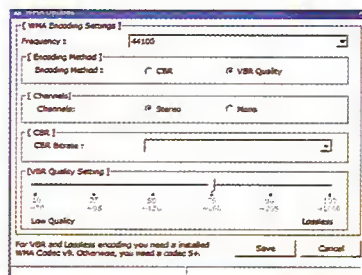 WMA Options
[ WMA Encoding Settings ]
Frequency :
44100
[ Encoding Method ]
Encoding Method :
CBR
VBR Quality
[ Channels]
Channels:
Stereo
Mono
[ CBR ]
CBR Bitrate :
[VBR Quality Setting ]
Low Quality
Lossless
For VBR and Lossless encoding you need a installed
WMA Codec v9. Otherwise, you need a codec 5+.
Save
Cancel